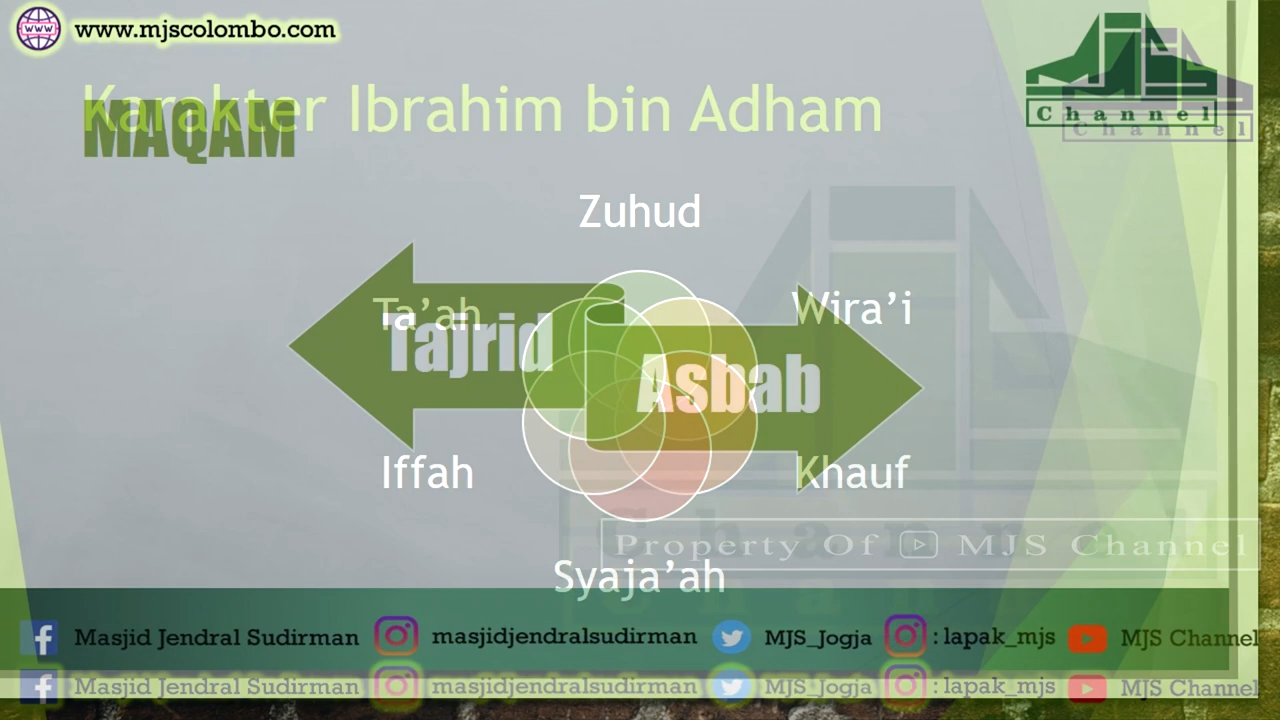 www.mjscolombo.com
Karakter Ibrahim bin Adham
MAQAM
MJS
Channel
Channel
Zuhud
Ta’ah
Wira’i
Tajrid
Asbab
Iffah
Khauf
Channel
Property Of MJS Channel
Syaja’ah
Masjid Jendral Sudirman masjidjendralsudirman MJS_Jogja : lapak_mjs MJS Channel
Masjid Jendral Sudirman masjidjendralsudirman MJS_Jogja : lapak_mjs MJS Channel